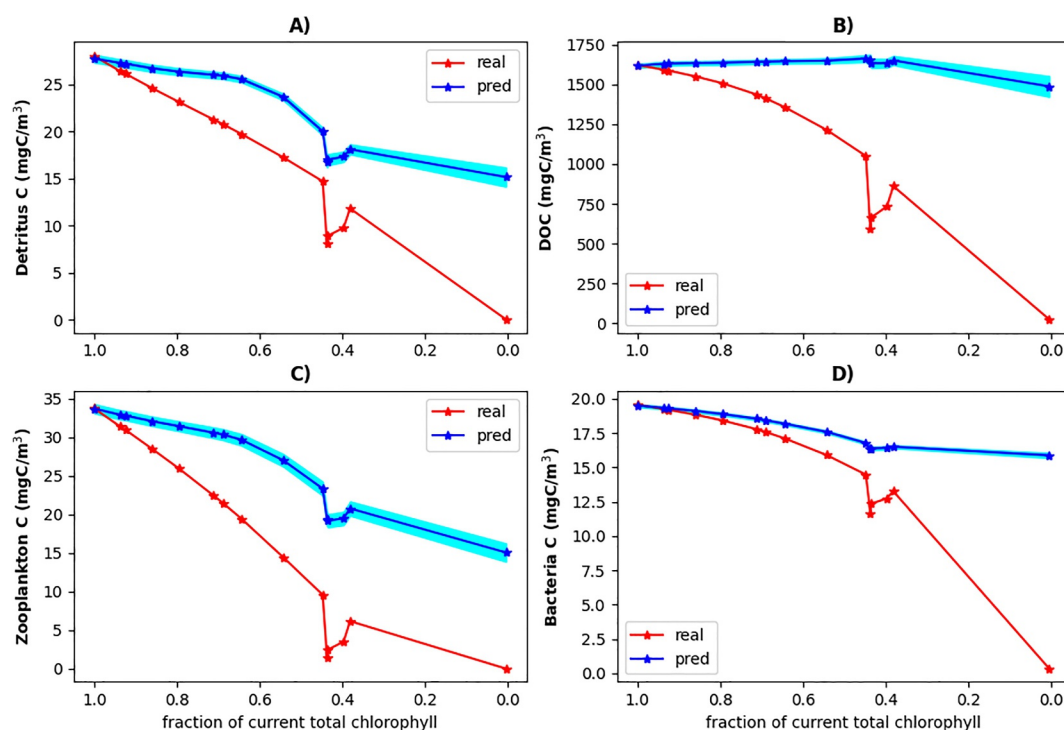 A)
Detritus C (mgC/m³)
25
20
15
10
5
0
real
pred
1.0 0.8 0.6 0.4 0.2 0.0
B)
DOC (mgC/m³)
1750
1500
1250
1000
750
500
250
0
real
pred
1.0 0.8 0.6 0.4 0.2 0.0
C)
Zooplankton C (mgC/m³)
35
30
25
20
15
10
5
0
real
pred
1.0 0.8 0.6 0.4 0.2 0.0
fraction of current total chlorophyll
D)
Bacteria C (mgC/m³)
20.0
17.5
15.0
12.5
10.0
7.5
5.0
2.5
0.0
real
pred
1.0 0.8 0.6 0.4 0.2 0.0
fraction of current total chlorophyll